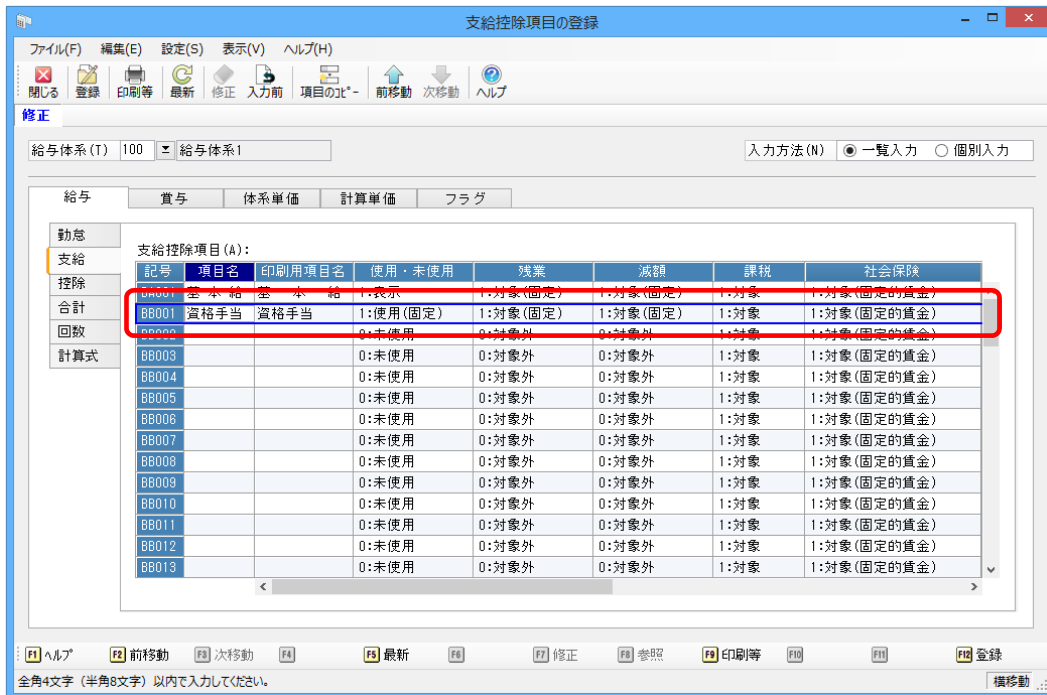 支給控除項目の登録
ファイル(F) 編集(E) 設定(S) 表示(V) ヘルプ(H)
閉じる 登録 印刷等 最新 修正 入力前 項目のコピー 前移動 次移動 ヘルプ
修正
給与体系(T) 100 給与体系1 入力方法(N) 一覧入力 個別入力
給与 賞与 体系単価 計算単価 フラグ
勤怠
支給
控除
合計
回数
計算式
支給控除項目(A):
記号 項目名 印刷用項目名 使用・未使用 残業 減額 課税 社会保険
BA001 基 本 給 基 本 給 1:表示 1:対象(固定) 1:対象(固定) 1:対象 1:対象(固定的賃金)
BB001 資格手当 資格手当 1:使用(固定) 1:対象(固定) 1:対象(固定) 1:対象 1:対象(固定的賃金)
BB002 0:未使用 0:対象外 0:対象外 1:対象 1:対象(固定的賃金)
BB003 0:未使用 0:対象外 0:対象外 1:対象 1:対象(固定的賃金)
BB004 0:未使用 0:対象外 0:対象外 1:対象 1:対象(固定的賃金)
BB005 0:未使用 0:対象外 0:対象外 1:対象 1:対象(固定的賃金)
BB006 0:未使用 0:対象外 0:対象外 1:対象 1:対象(固定的賃金)
BB007 0:未使用 0:対象外 0:対象外 1:対象 1:対象(固定的賃金)
BB008 0:未使用 0:対象外 0:対象外 1:対象 1:対象(固定的賃金)
BB009 0:未使用 0:対象外 0:対象外 1:対象 1:対象(固定的賃金)
BB010 0:未使用 0:対象外 0:対象外 1:対象 1:対象(固定的賃金)
BB011 0:未使用 0:対象外 0:対象外 1:対象 1:対象(固定的賃金)
BB012 0:未使用 0:対象外 0:対象外 1:対象 1:対象(固定的賃金)
BB013 0:未使用 0:対象外 0:対象外 1:対象 1:対象(固定的賃金)
F1 ヘルプ F2 前移動 F3 次移動 F4 F5 最新 F6 F7 修正 F8 参照 F9 印刷等 F10 F11 F12 登録
全角4文字(半角8文字)以内で入力してください。 横移動